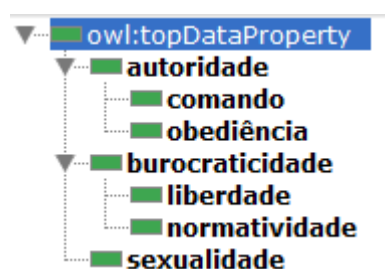 owl:topDataProperty
autoridade
comando
obediência
burocraticidade
liberdade
normatividade
sexualidade